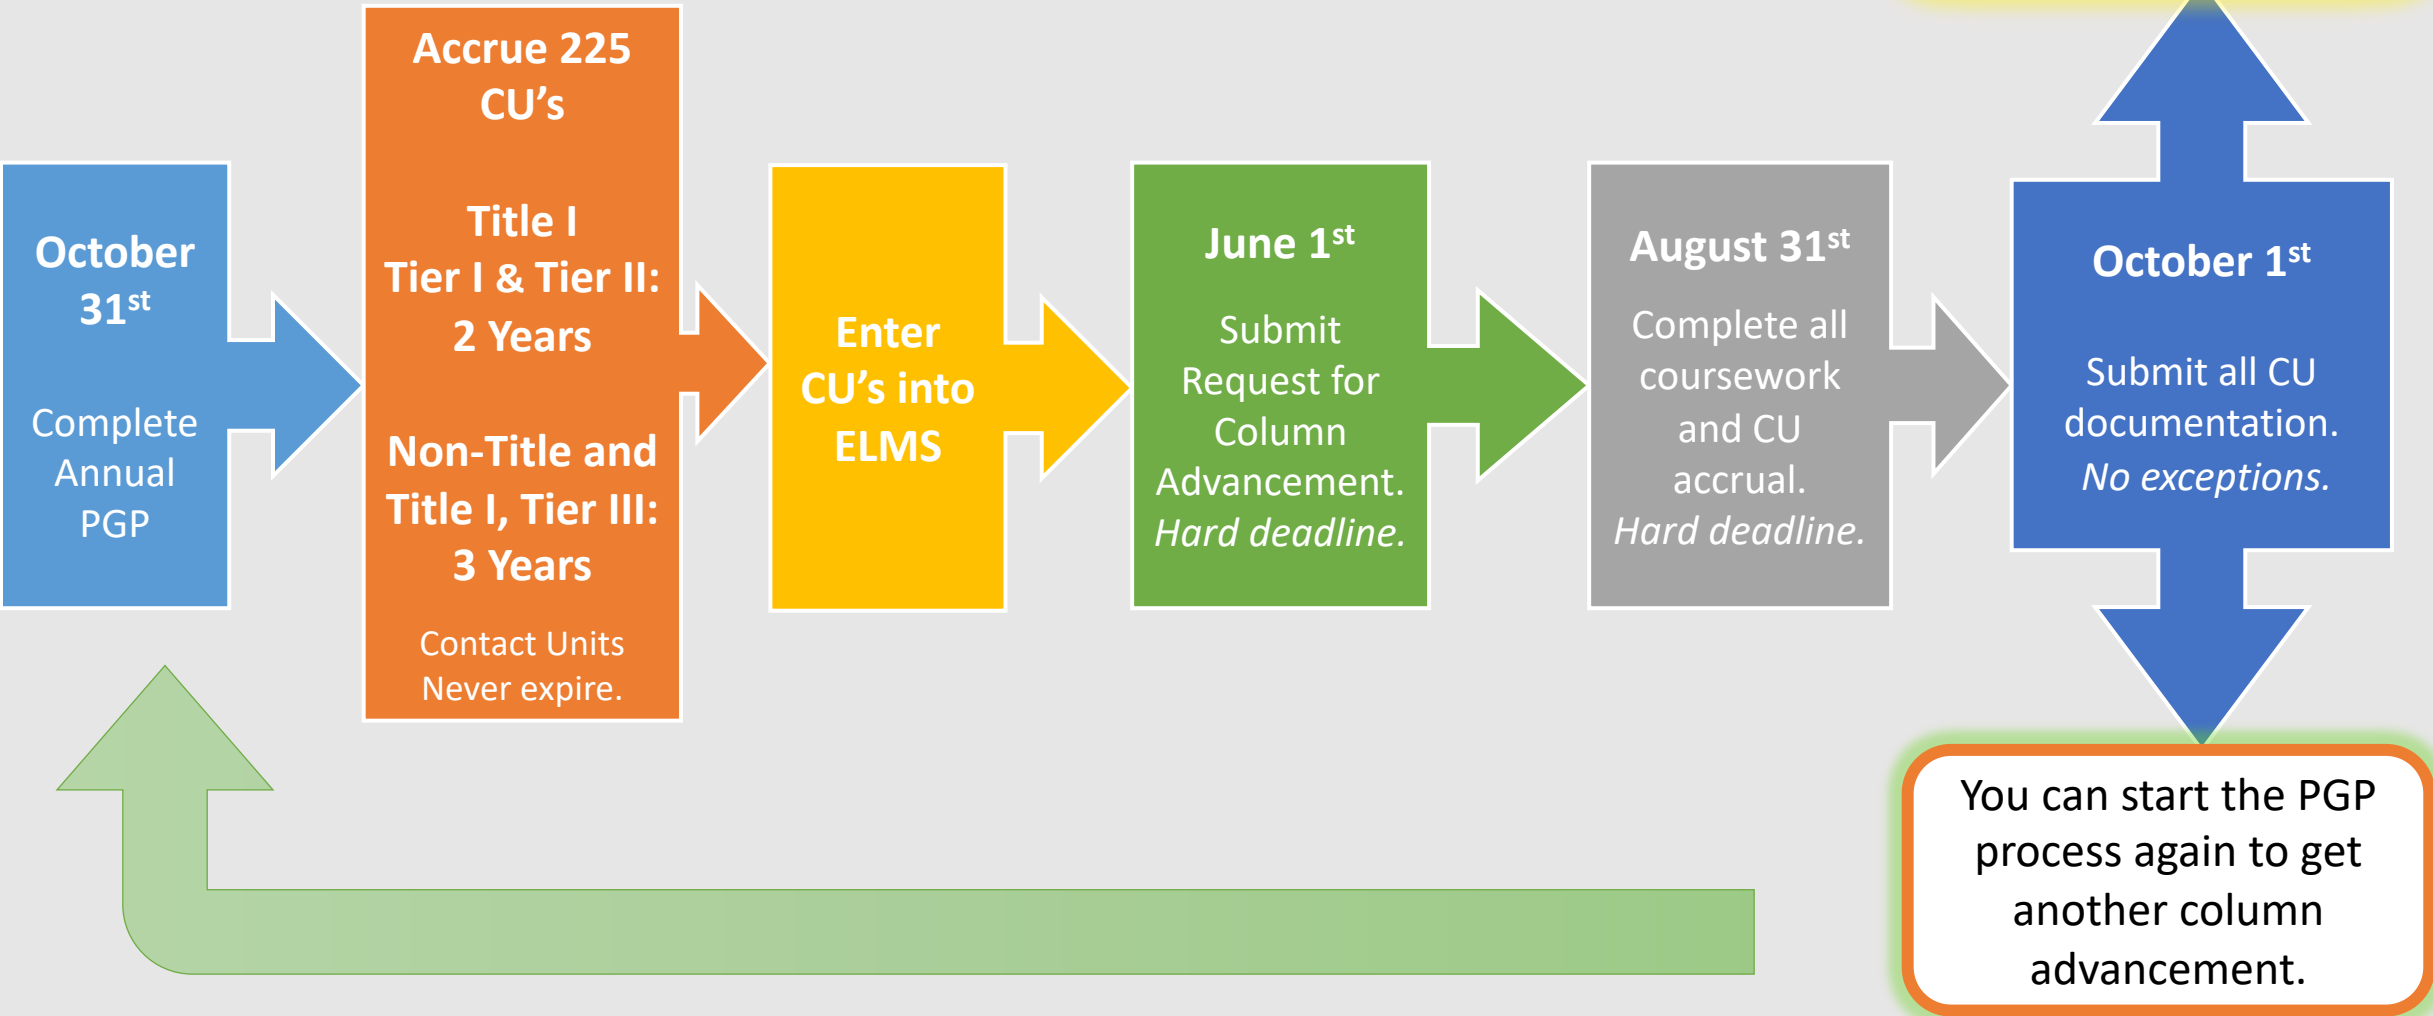 October
31st
Complete
Annual
PGP
Accrue 225
CU’s
Title I
Tier I & Tier II:
2 Years
Non-Title and
Title I, Tier III:
3 Years
Contact Units
Never expire.
Enter
CU’s into
ELMS
June 1st
Submit
Request for
Column
Advancement.
Hard deadline.
August 31st
Complete all
coursework
and CU
accrual.
Hard deadline.
October 1st
Submit all CU
documentation.
No exceptions.
You can start the PGP
process again to get
another column
advancement.